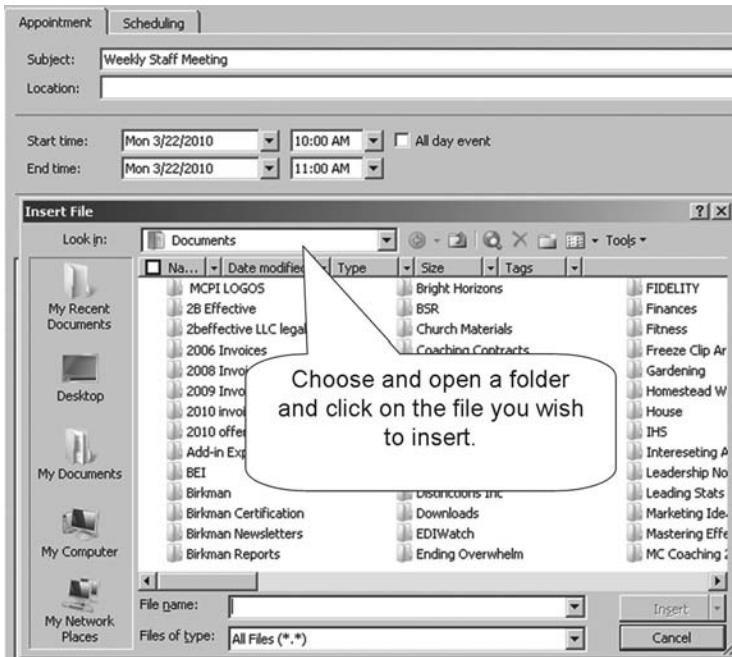 Appointment Scheduling
Subject: Weekly Staff Meeting
Location:
Start time: Mon 3/22/2010 10:00 AM All day event
End time: Mon 3/22/2010 11:00 AM
Insert File
Look in: Documents Tools
Na... Date modified Type Size Tags
My Recent Documents
Desktop
My Documents
My Computer
My Network Places
MCPI LOGOS
2B Effective
2beffective LLC legal
2006 Invoices
2008 Invoi
2009 Invo
2010 invoi
2010 offer
Add-in Exp
BEI
Birkman
Birkman Certification
Birkman Newsletters
Birkman Reports
Bright Horizons
BSR
Church Materials
Coaching Contracts
Distinctions Inc
Downloads
EDIWatch
Ending Overwhelm
FIDELITY
Finances
Fitness
Freeze Clip Ar
Gardening
Homestead W
House
IHS
Intereseting A
Leadership No
Leading Stats
Marketing Ide
Mastering Effe
MC Coaching 2
Choose and open a folder
and click on the file you wish
to insert.
File name: Insert
Files of type: All Files (*.*) Cancel